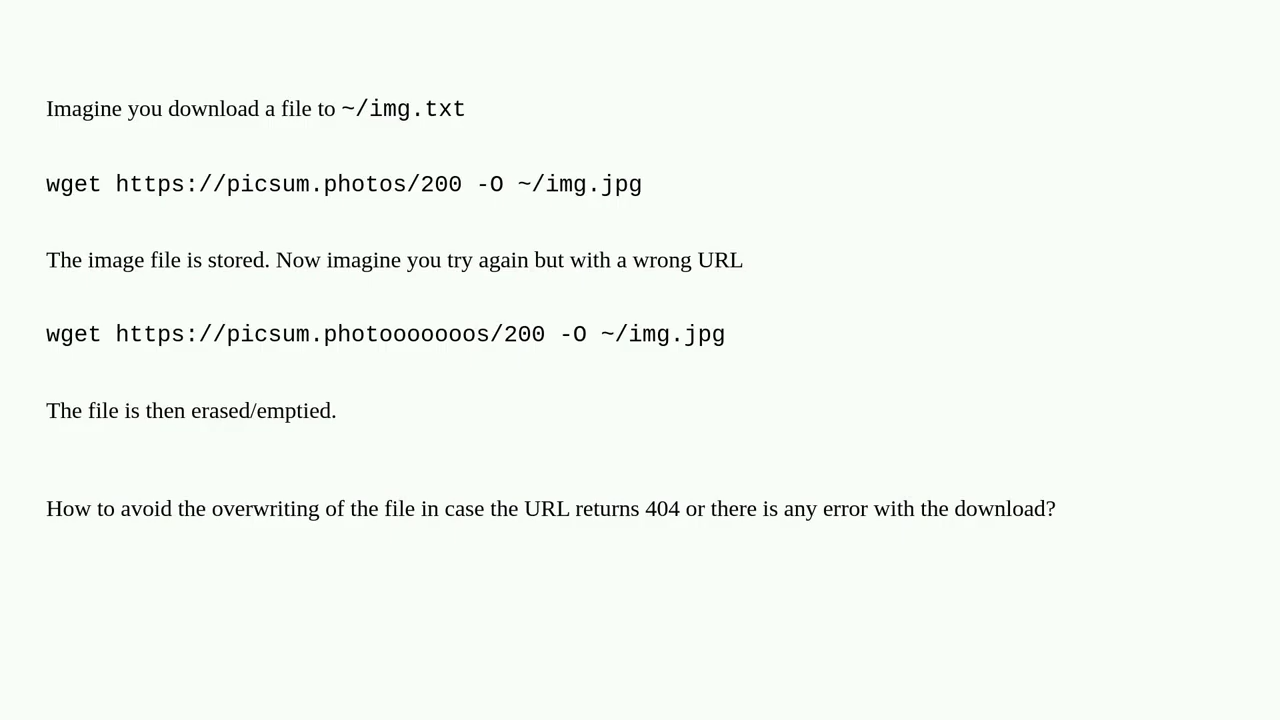 Imagine you download a file to ~/img.txt
wget https://picsum.photos/200 -O ~/img.jpg
The image file is stored. Now imagine you try again but with a wrong URL
wget https://picsum.photooooooos/200 -O ~/img.jpg
The file is then erased/emptied.
How to avoid the overwriting of the file in case the URL returns 404 or there is any error with the download?